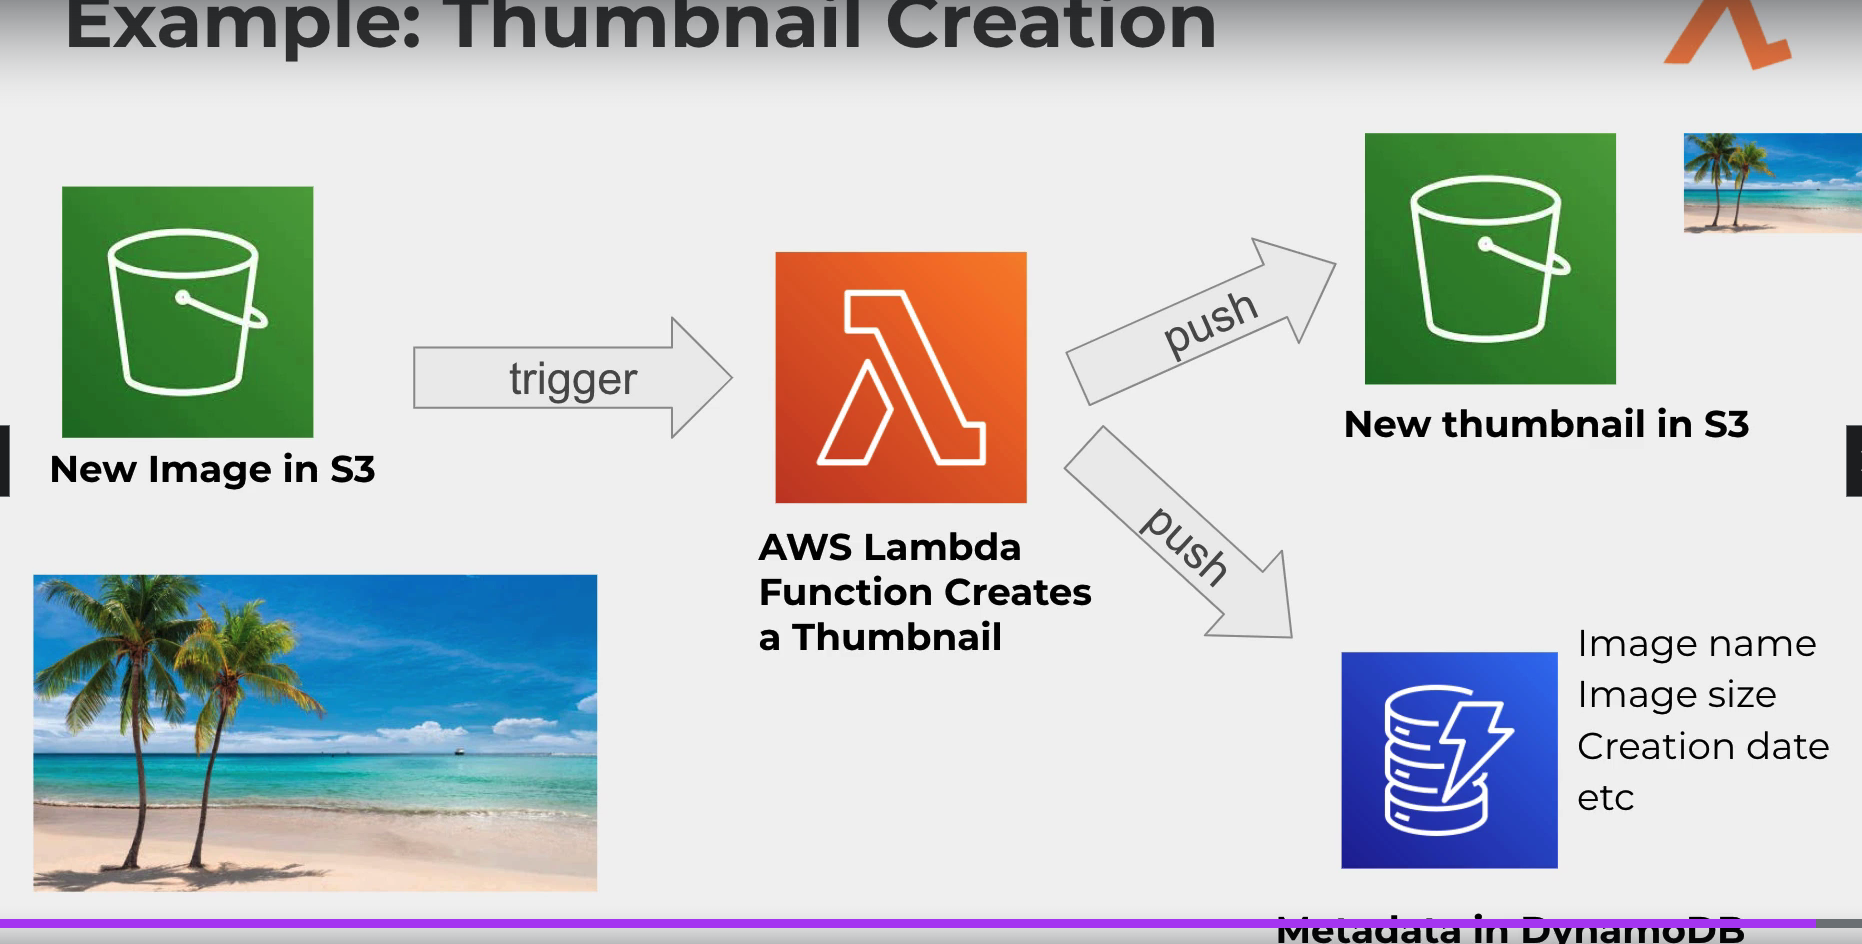 Example: Thumbnail Creation
trigger
push
New Image in S3
New thumbnail in S3
push
AWS Lambda
Function Creates
a Thumbnail
Image name
Image size
Creation date
etc
Metadata in DynamoDB